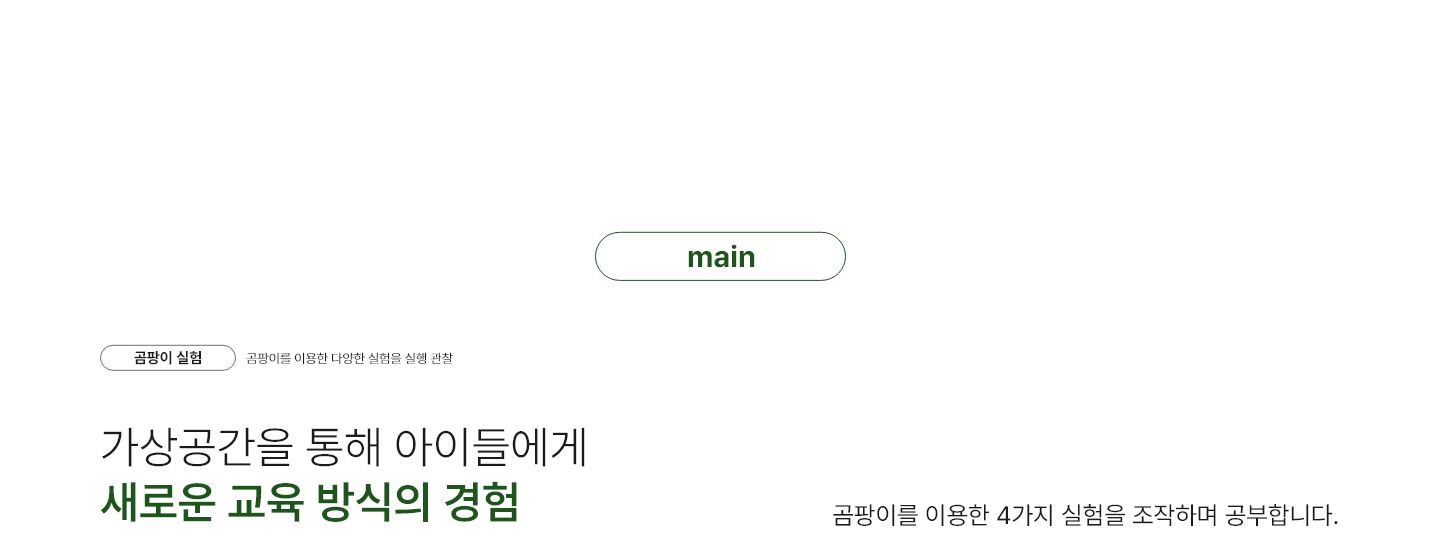 main
곰팡이 실험
곰팡이를 이용한 다양한 실험을 실행 관찰
가상공간을 통해 아이들에게
새로운 교육 방식의 경험
곰팡이를 이용한 4가지 실험을 조작하며 공부합니다.